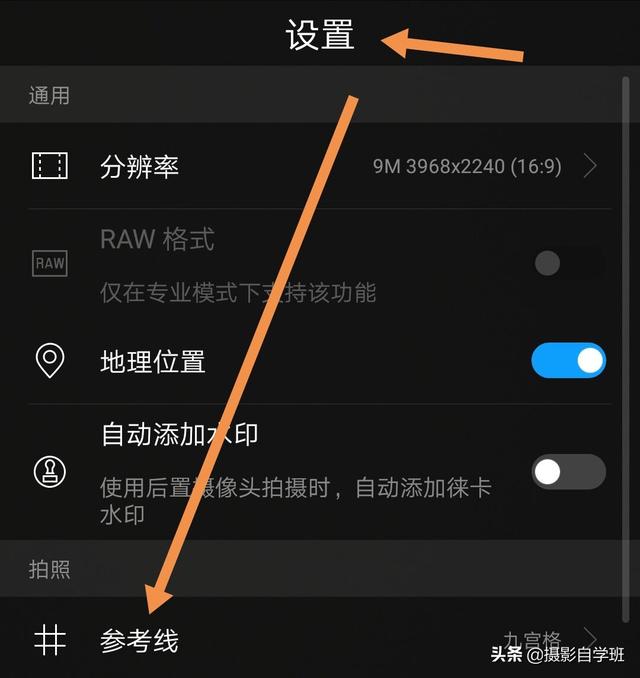 设置
通用
分辨率
9M 3968x2240 (16:9)
RAW 格式
RAW
仅在专业模式下支持该功能
地理位置
自动添加水印
使用后置摄像头拍摄时，自动添加徕卡
水印
拍照
参考线
九宫格
头条 @摄影自学班